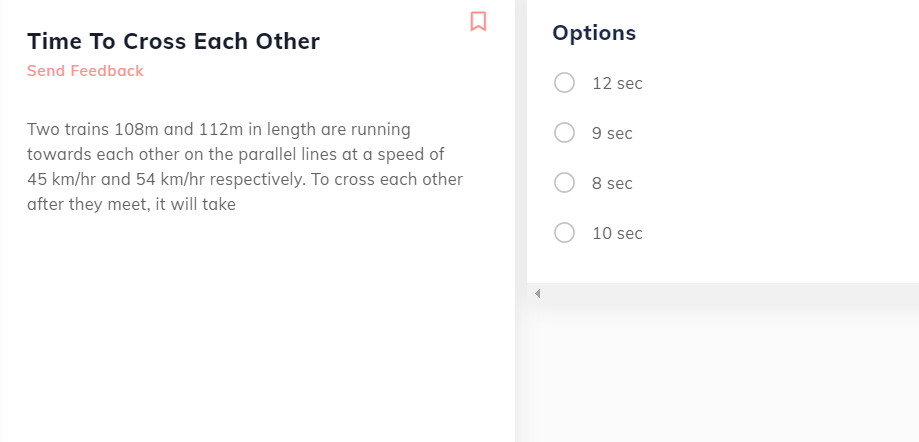 Time To Cross Each Other
Send Feedback
Two trains 108m and 112m in length are running
towards each other on the parallel lines at a speed of
45 km/hr and 54 km/hr respectively. To cross each other
after they meet, it will take
Options
12 sec
9 sec
8 sec
10 sec